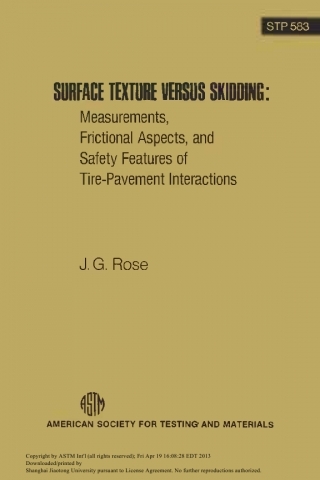 STP 583
SURFACE TEXTURE VERSUS SKIDDING:
Measurements,
Frictional Aspects, and
Safety Features of
Tire-Pavement Interactions
J. G. Rose
ASTM
AMERICAN SOCIETY FOR TESTING AND MATERIALS
Copyright by ASTM Int'l (all rights reserved); Fri Apr 19 16:08:28 EDT 2013
Downloaded/printed by
Shanghai Jiaotong University pursuant to License Agreement. No further reproductions authorized.